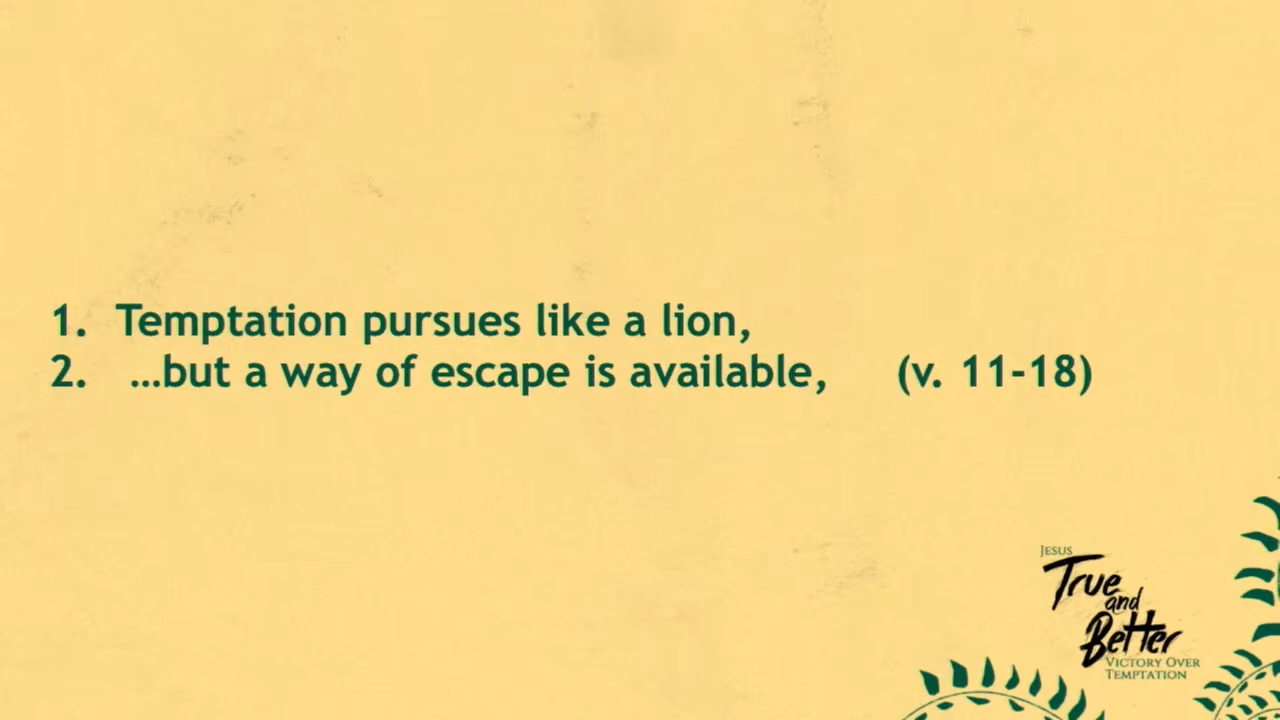 1. Temptation pursues like a lion,
2. ...but a way of escape is available, (v. 11-18)
JESUS
True
and
Better
VICTORY OVER
TEMPTATION